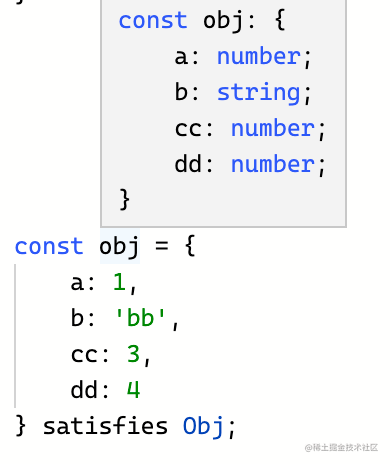 const obj: {
    a: number;
    b: string;
    cc: number;
    dd: number;
}
const obj = {
    a: 1,
    b: 'bb',
    cc: 3,
    dd: 4
} satisfies Obj;
@稀土掘金技术社区